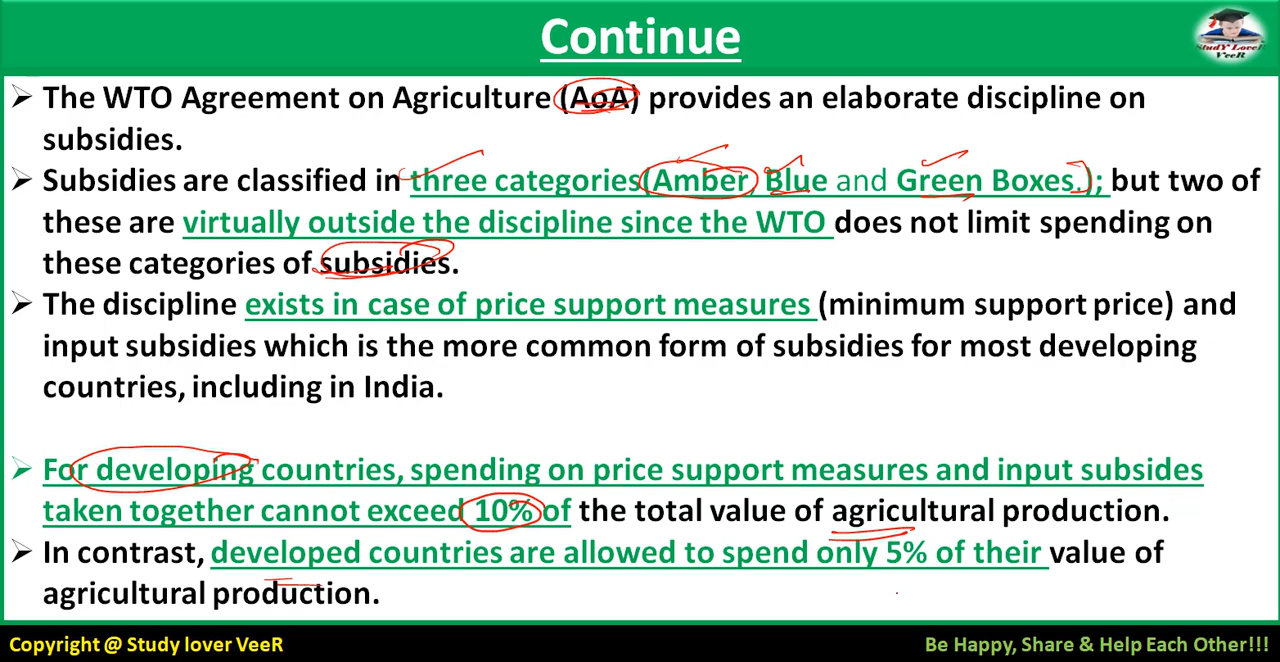 Continue
StudY LoveR
VeeR
➢ The WTO Agreement on Agriculture (AoA) provides an elaborate discipline on
subsidies.
➢ Subsidies are classified in three categories(Amber, Blue and Green Boxes.); but two of
these are virtually outside the discipline since the WTO does not limit spending on
these categories of subsidies.
➢ The discipline exists in case of price support measures (minimum support price) and
input subsidies which is the more common form of subsidies for most developing
countries, including in India.
➢ For developing countries, spending on price support measures and input subsides
taken together cannot exceed 10% of the total value of agricultural production.
➢ In contrast, developed countries are allowed to spend only 5% of their value of
agricultural production.
Copyright @ Study lover VeeR
Be Happy, Share & Help Each Other!!!